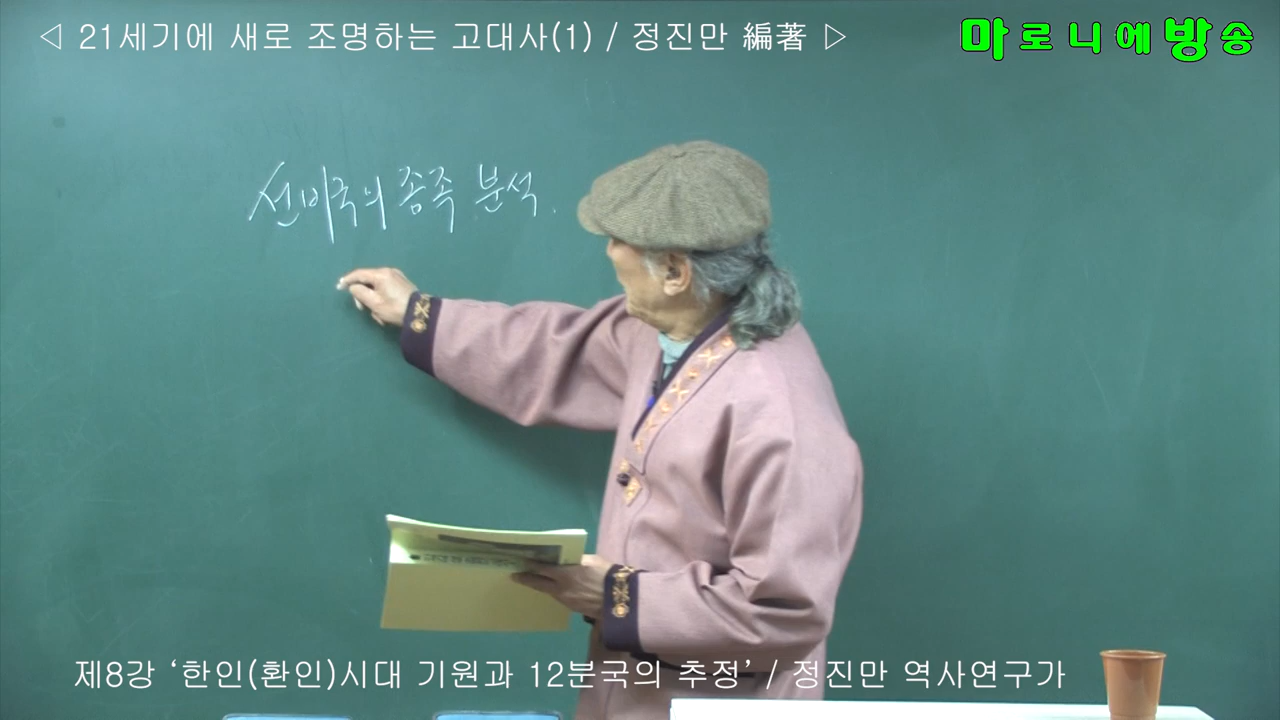 ◁ 21세기에 새로 조명하는 고대사(1) / 정진만 編著 ▷
마로니에방송
선비국의 종족 분석.
제8강 ‘한인(환인)시대 기원과 12분국의 추정’ / 정진만 역사연구가